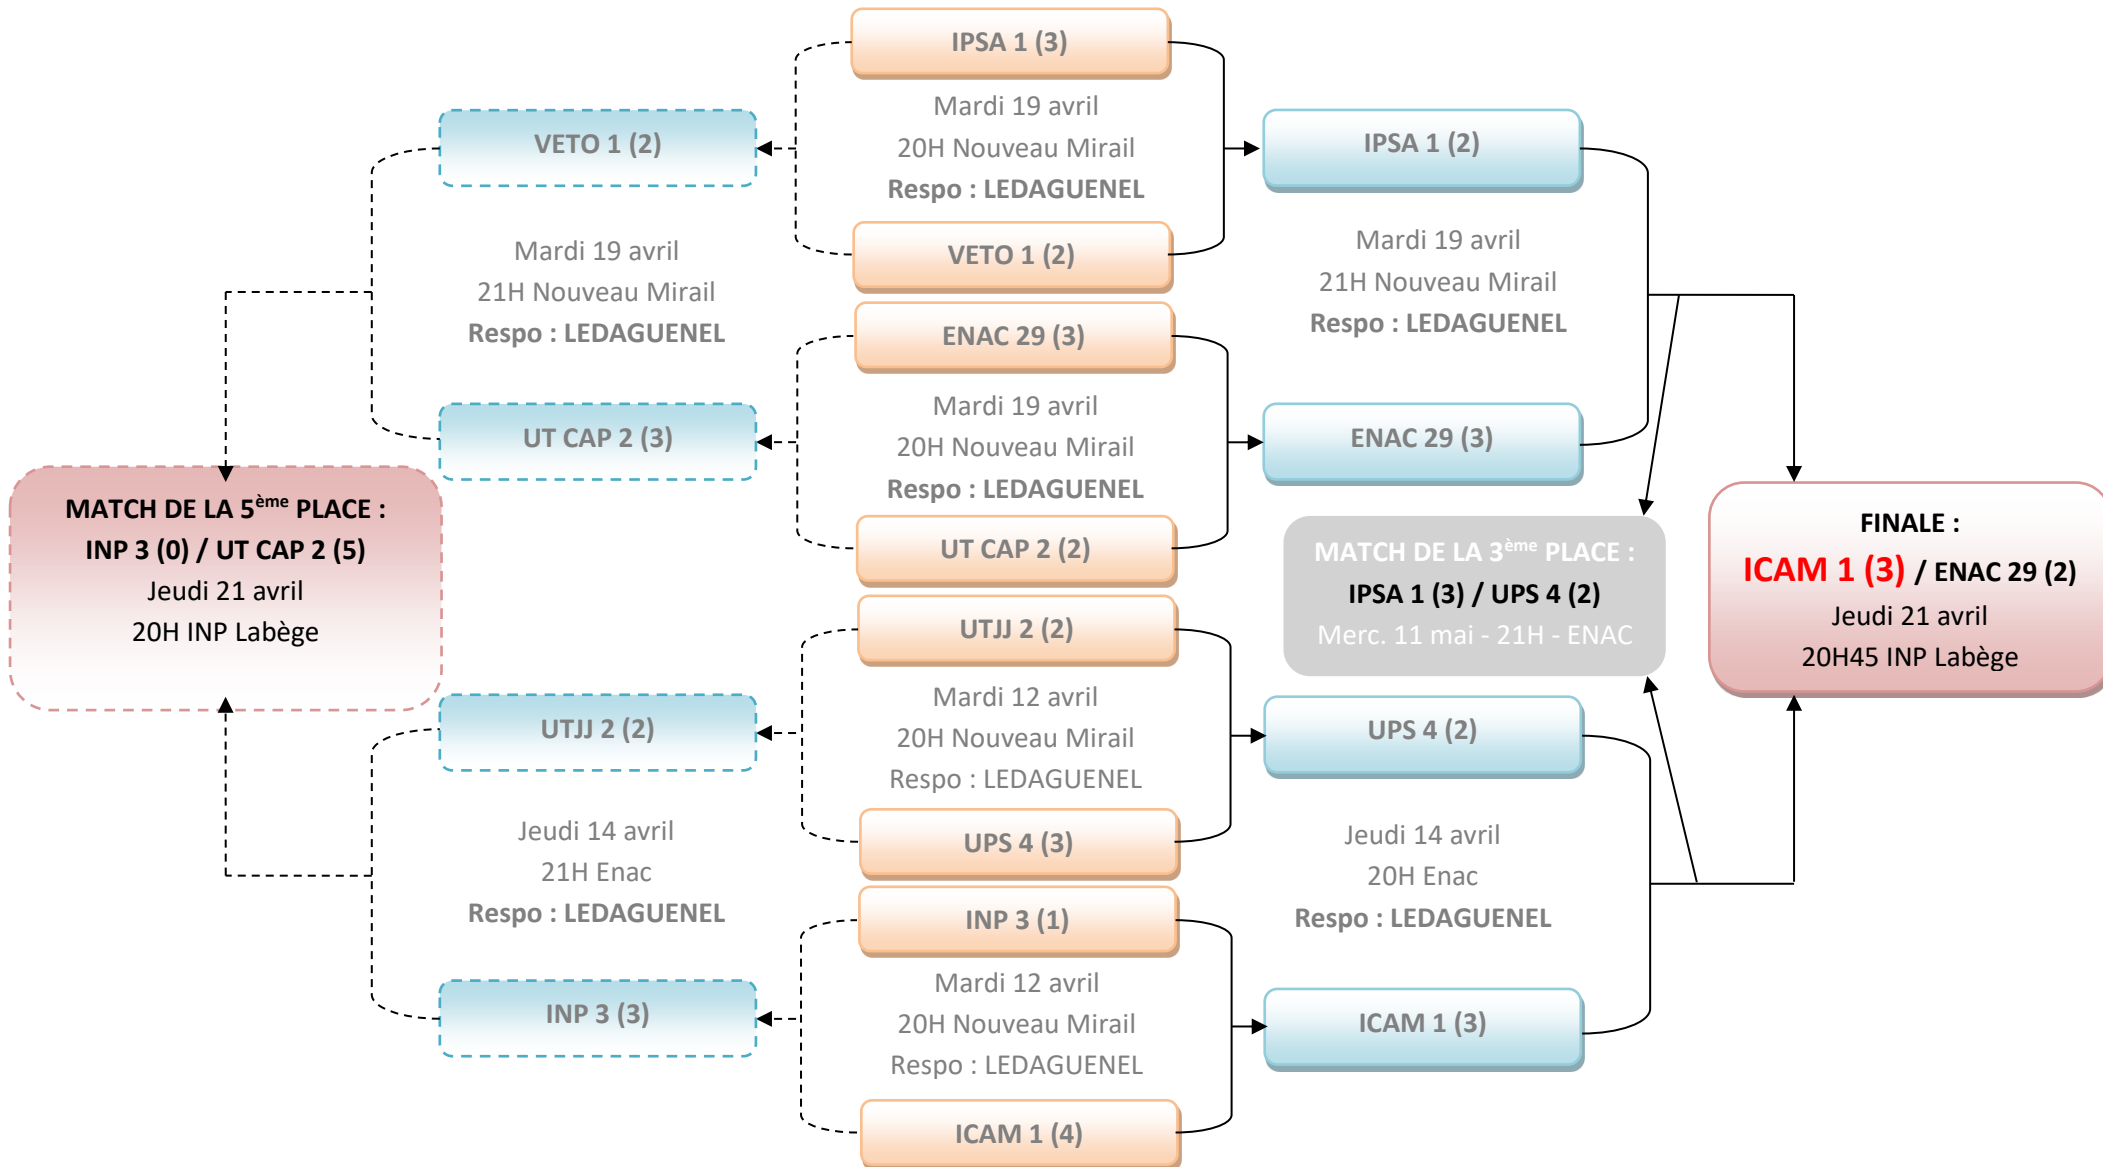 IPSA 1 (3)
Mardi 19 avril
20H Nouveau Mirail
Respo : LEDAGUENEL
VETO 1 (2)
VETO 1 (2)
Mardi 19 avril
21H Nouveau Mirail
Respo : LEDAGUENEL
UT CAP 2 (3)
IPSA 1 (2)
Mardi 19 avril
21H Nouveau Mirail
Respo : LEDAGUENEL
ENAC 29 (3)
ENAC 29 (3)
Mardi 19 avril
20H Nouveau Mirail
Respo : LEDAGUENEL
UT CAP 2 (2)
MATCH DE LA 5ème PLACE :
INP 3 (0) / UT CAP 2 (5)
Jeudi 21 avril
20H INP Labège
MATCH DE LA 3ème PLACE :
IPSA 1 (3) / UPS 4 (2)
Merc. 11 mai - 21H - ENAC
FINALE :
ICAM 1 (3) / ENAC 29 (2)
Jeudi 21 avril
20H45 INP Labège
UTJJ 2 (2)
Mardi 12 avril
20H Nouveau Mirail
Respo : LEDAGUENEL
UPS 4 (3)
UTJJ 2 (2)
Jeudi 14 avril
21H Enac
Respo : LEDAGUENEL
INP 3 (3)
UPS 4 (2)
Jeudi 14 avril
20H Enac
Respo : LEDAGUENEL
ICAM 1 (3)
INP 3 (1)
Mardi 12 avril
20H Nouveau Mirail
Respo : LEDAGUENEL
ICAM 1 (4)